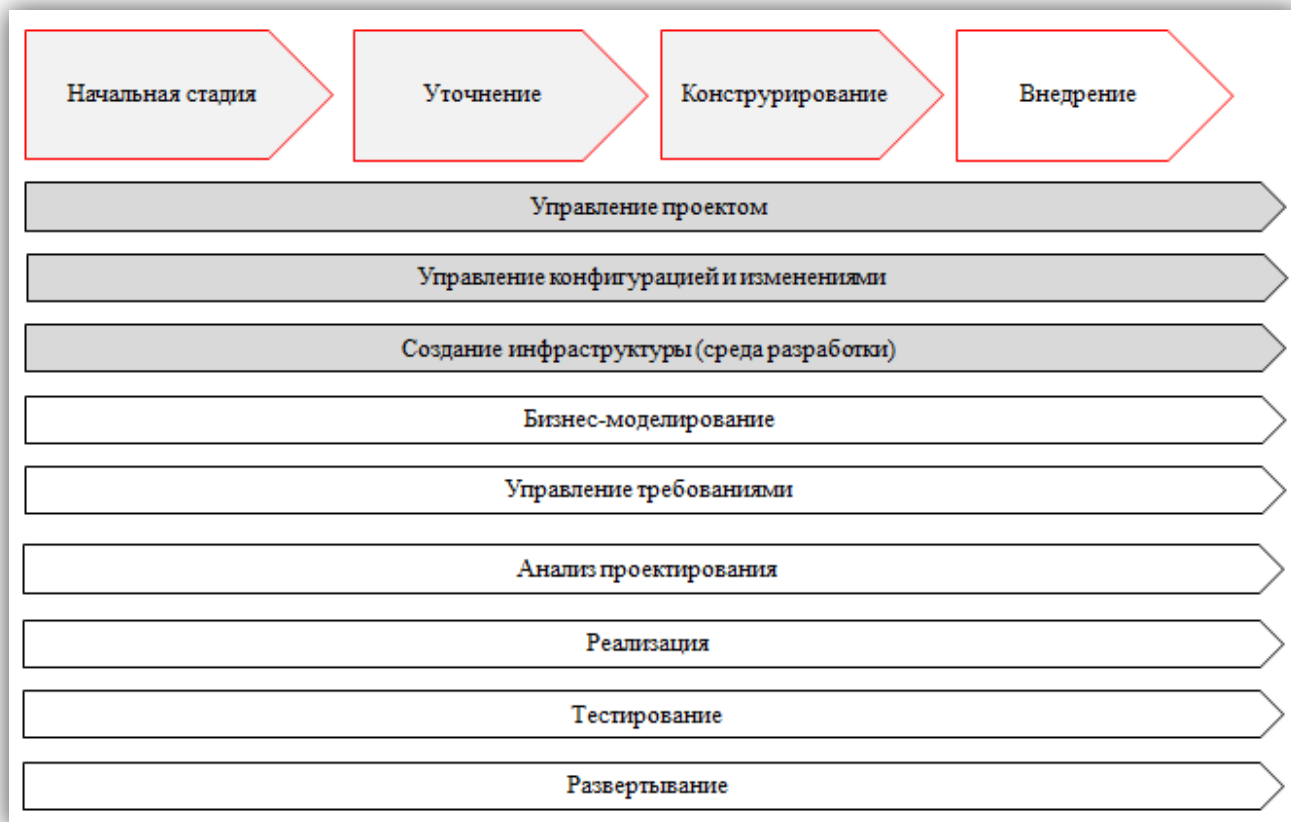 Начальная стадия
Уточнение
Конструрирование
Внедрение
Управление проектом
Управление конфигурацией и изменениями
Создание инфраструктуры (среда разработки)
Бизнес-моделирование
Управление требованиями
Анализ проектирования
Реализация
Тестирование
Развертывание